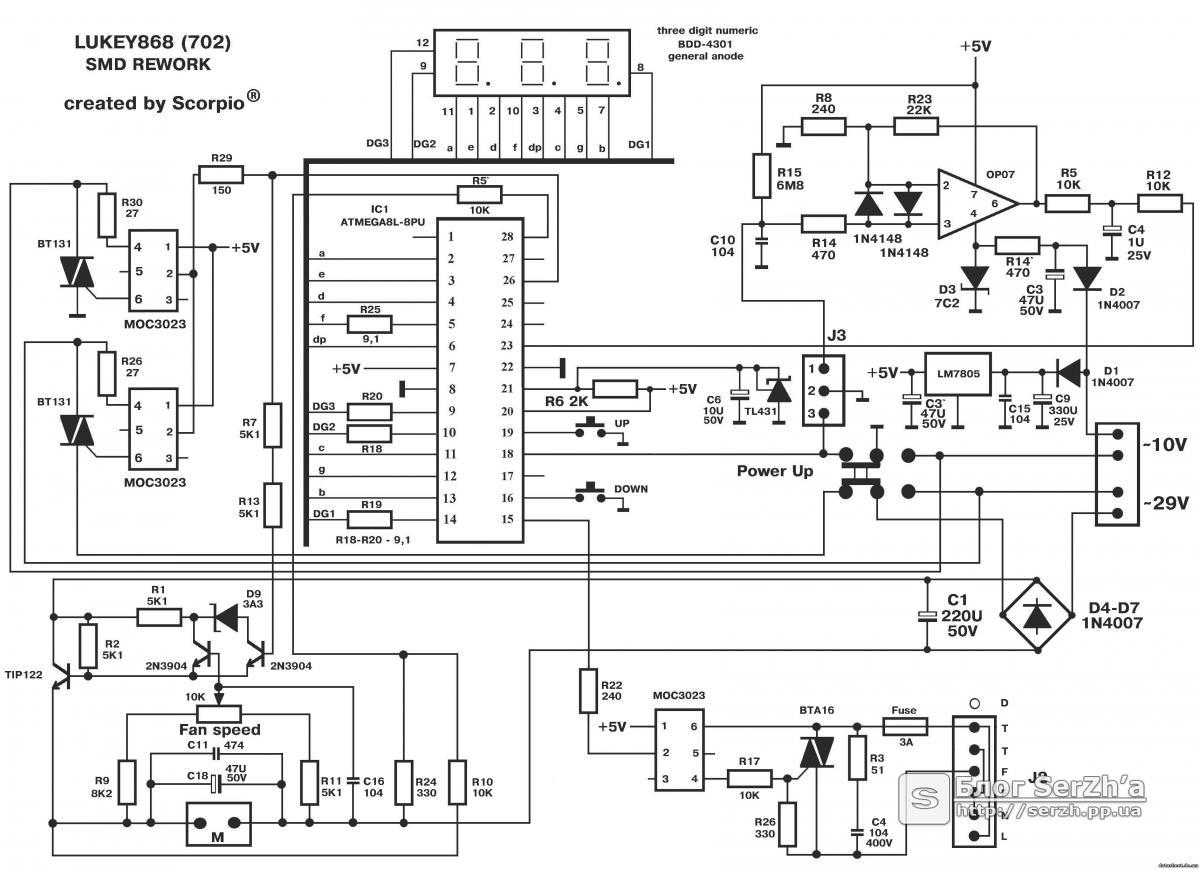 LUKEY868 (702)
SMD REWORK
created by Scorpio®
three digit numeric
BDD-4301
general anode
12
9
8
11
1
2
10
3
4
5
7
a
e
d
f
dp
c
g
b
DG3
DG2
DG1
R29
150
R30
27
BT131
4
5
6
1
2
3
+5V
MOC3023
R26
27
BT131
4
5
6
1
2
3
MOC3023
R7
5K1
R13
5K1
R5'
10K
IC1
ATMEGA8L-8PU
1
2
3
4
5
6
7
8
9
10
11
12
13
14
28
27
26
25
24
23
22
21
20
19
18
17
16
15
a
e
d
f
R25
9,1
dp
+5V
DG3
R20
DG2
R18
c
g
b
DG1
R19
R18-R20 - 9,1
R6 2K
+5V
UP
DOWN
C6
10U
50V
TL431
Power Up
J3
1
2
3
+5V
R8
240
R23
22K
R15
6M8
C10
104
R14
470
1N4148
1N4148
OP07
2
3
7
4
6
R5
10K
R12
10K
C4
1U
25V
R14'
470
D3
7C2
C3
47U
50V
D2
1N4007
+5V
LM7805
C3'
47U
50V
C15
104
C9
330U
25V
D1
1N4007
~10V
~29V
C1
220U
50V
D4-D7
1N4007
R1
5K1
D9
3A3
R2
5K1
TIP122
2N3904
2N3904
10K
Fan speed
C11
474
C18
47U
50V
R9
8K2
R11
5K1
C16
104
R24
330
R10
10K
M
R22
240
MOC3023
+5V
1
2
3
6
5
4
R17
10K
BTA16
R26
330
R3
51
C4
104
400V
Fuse
3A
D
T
T
F
L
S
Блог SerZh'a
http://serzh.pp.ua